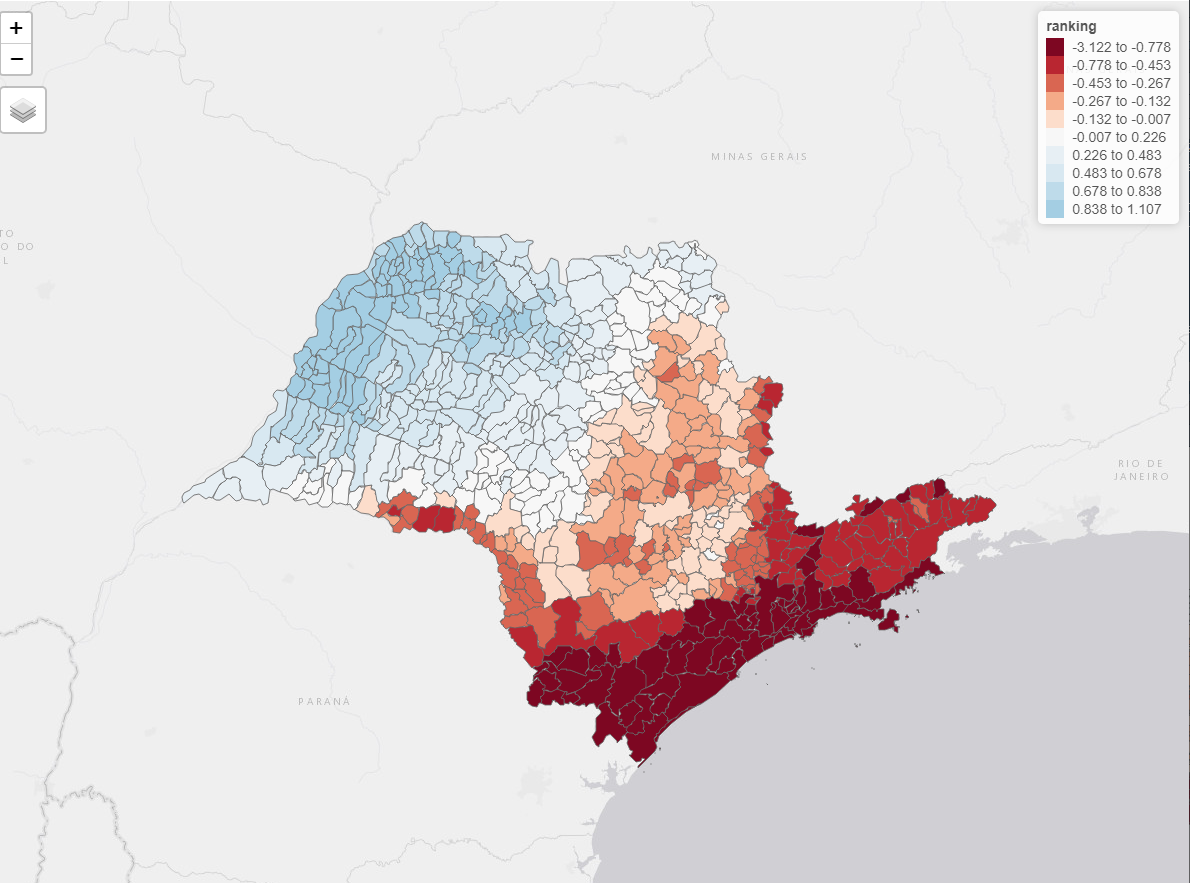 +
−
ranking
-3.122 to -0.778
-0.778 to -0.453
-0.453 to -0.267
-0.267 to -0.132
-0.132 to -0.007
-0.007 to 0.226
0.226 to 0.483
0.483 to 0.678
0.678 to 0.838
0.838 to 1.107
MINAS GERAIS
TO
O DO
L
RIO DE
JANEIRO
PARANÁ